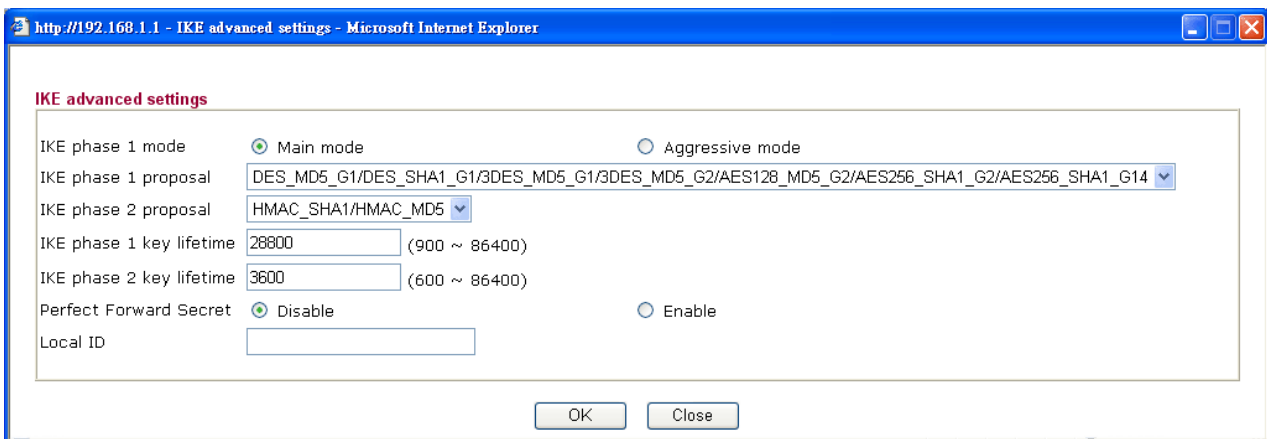 http://192.168.1.1 - IKE advanced settings - Microsoft Internet Explorer
IKE advanced settings
IKE phase 1 mode Main mode Aggressive mode
IKE phase 1 proposal DES_MD5_G1/DES_SHA1_G1/3DES_MD5_G1/3DES_MD5_G2/AES128_MD5_G2/AES256_SHA1_G2/AES256_SHA1_G14
IKE phase 2 proposal HMAC_SHA1/HMAC_MD5
IKE phase 1 key lifetime 28800 (900 ~ 86400)
IKE phase 2 key lifetime 3600 (600 ~ 86400)
Perfect Forward Secret Disable Enable
Local ID
OK Close